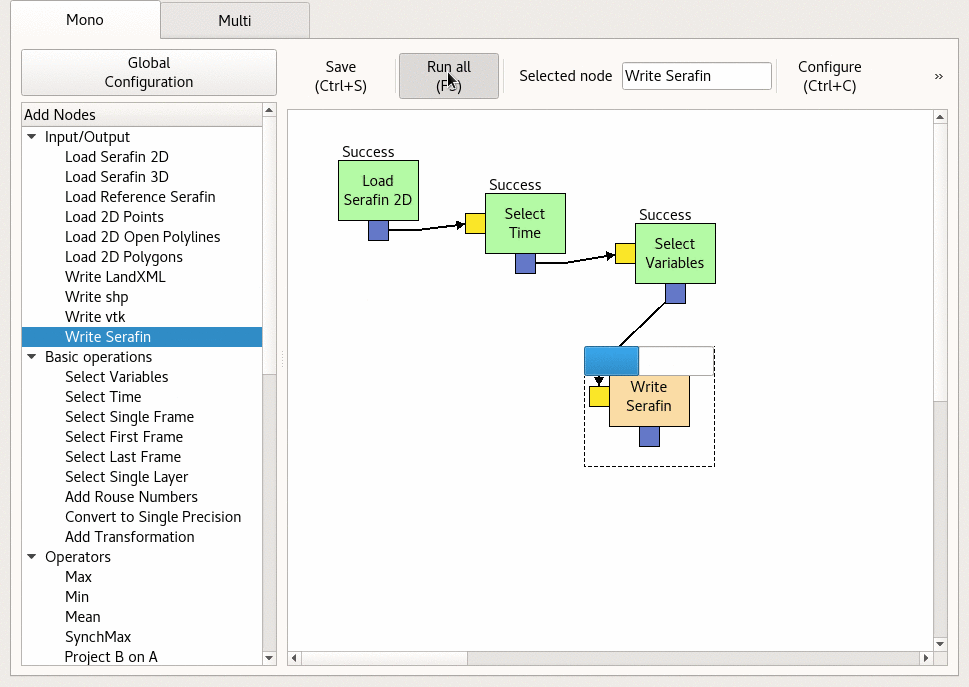 Mono
Multi
Global
Configuration
Save
(Ctrl+S)
Run all
Selected node
Write Serafin
Configure
(Ctrl+C)
»
Add Nodes
Input/Output
Load Serafin 2D
Load Serafin 3D
Load Reference Serafin
Load 2D Points
Load 2D Open Polylines
Load 2D Polygons
Write LandXML
Write shp
Write vtk
Write Serafin
Basic operations
Select Variables
Select Time
Select Single Frame
Select First Frame
Select Last Frame
Select Single Layer
Add Rouse Numbers
Convert to Single Precision
Add Transformation
Operators
Max
Min
Mean
SynchMax
Project B on A
Success
Load
Serafin 2D
Success
Select
Time
Success
Select
Variables
Write
Serafin